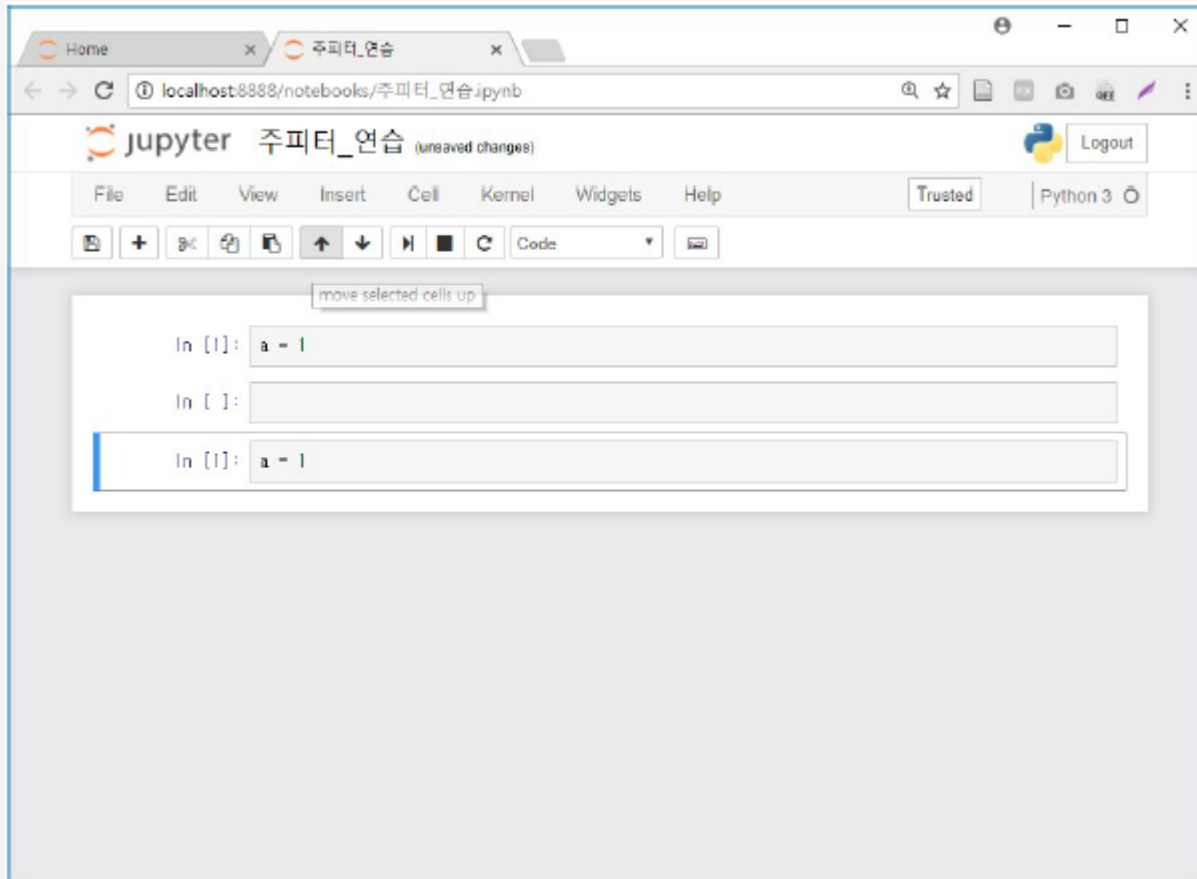 Home 주피터_연습
localhost:8888/notebooks/주피터_연습.ipynb
jupyter 주피터_연습 (unsaved changes) Logout
File Edit View Insert Cell Kernel Widgets Help Trusted Python 3
Code
move selected cells up
In [1]: a = 1
In [ ]:
In [1]: a = 1